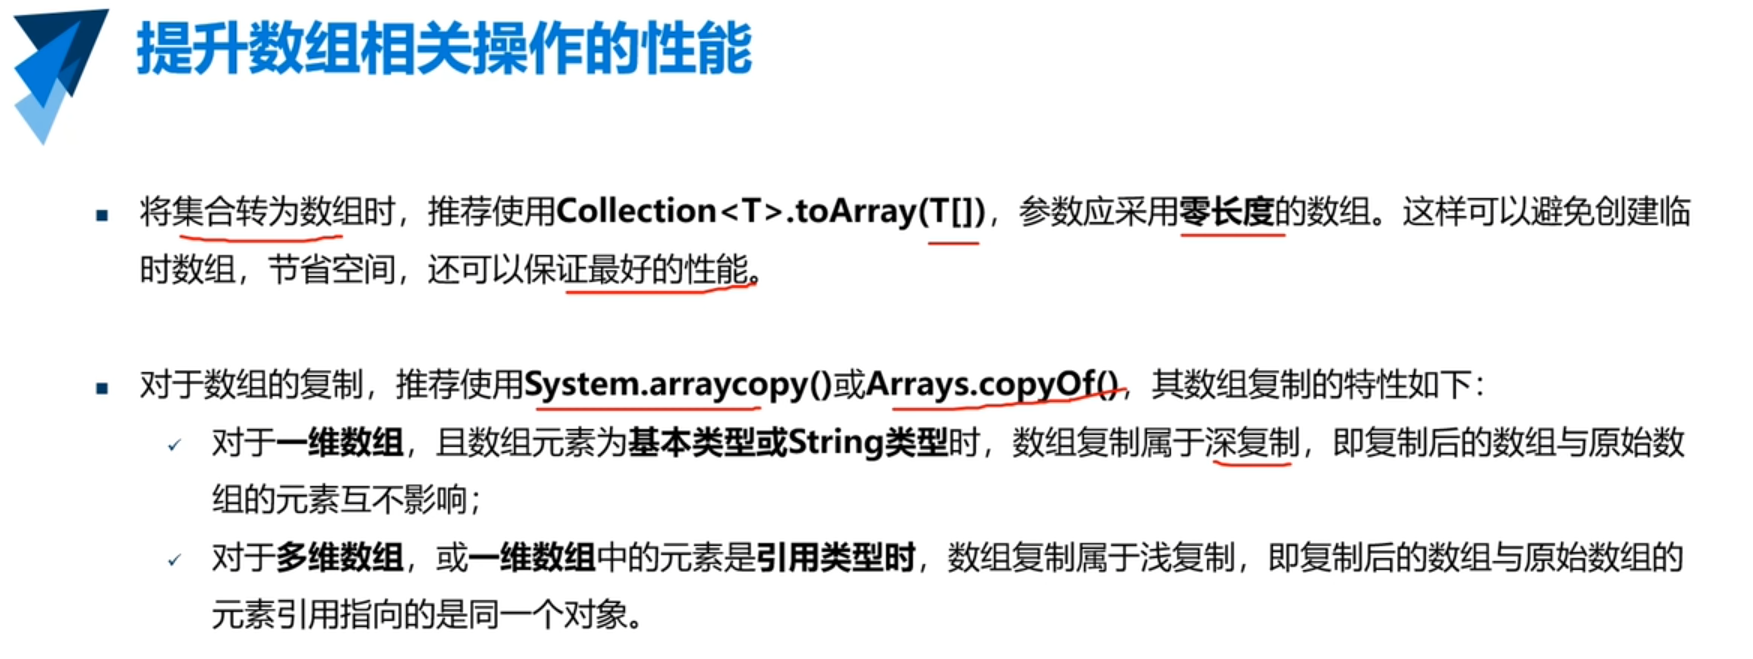 提升数组相关操作的性能
将集合转为数组时，推荐使用Collection<T>.toArray(T[])，参数应采用零长度的数组。这样可以避免创建临
时数组，节省空间，还可以保证最好的性能。
对于数组的复制，推荐使用System.arraycopy()或Arrays.copyOf()，其数组复制的特性如下：
对于一维数组，且数组元素为基本类型或String类型时，数组复制属于深复制，即复制后的数组与原始数
组的元素互不影响；
对于多维数组，或一维数组中的元素是引用类型时，数组复制属于浅复制，即复制后的数组与原始数组的
元素引用指向的是同一个对象。